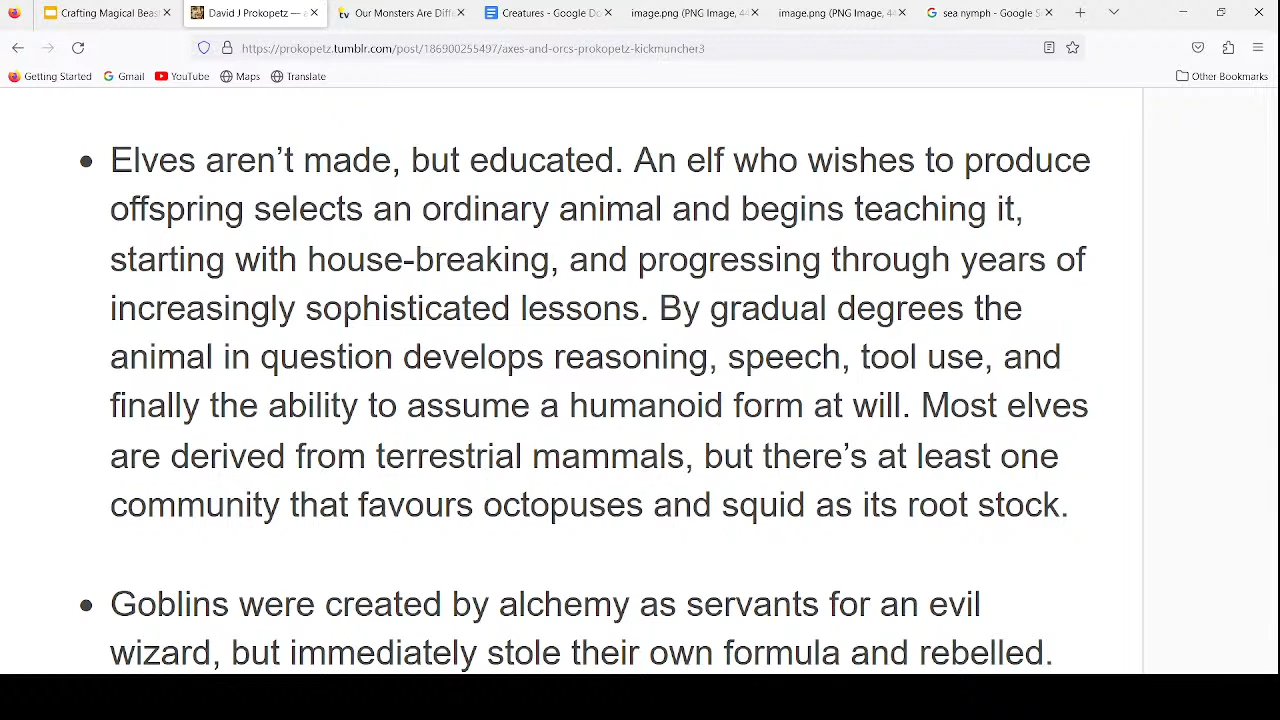 Crafting Magical Beas
David J Prokopetz — a
Our Monsters Are Diffe
Creatures - Google Do
image.png (PNG Image, 44
image.png (PNG Image, 44
sea nymph - Google S
https://prokopetz.tumblr.com/post/186900255497/axes-and-orcs-prokopetz-kickmuncher3
Getting Started
Gmail
YouTube
Maps
Translate
Other Bookmarks
• Elves aren’t made, but educated. An elf who wishes to produce
offspring selects an ordinary animal and begins teaching it,
starting with house-breaking, and progressing through years of
increasingly sophisticated lessons. By gradual degrees the
animal in question develops reasoning, speech, tool use, and
finally the ability to assume a humanoid form at will. Most elves
are derived from terrestrial mammals, but there’s at least one
community that favours octopuses and squid as its root stock.
• Goblins were created by alchemy as servants for an evil
wizard, but immediately stole their own formula and rebelled.